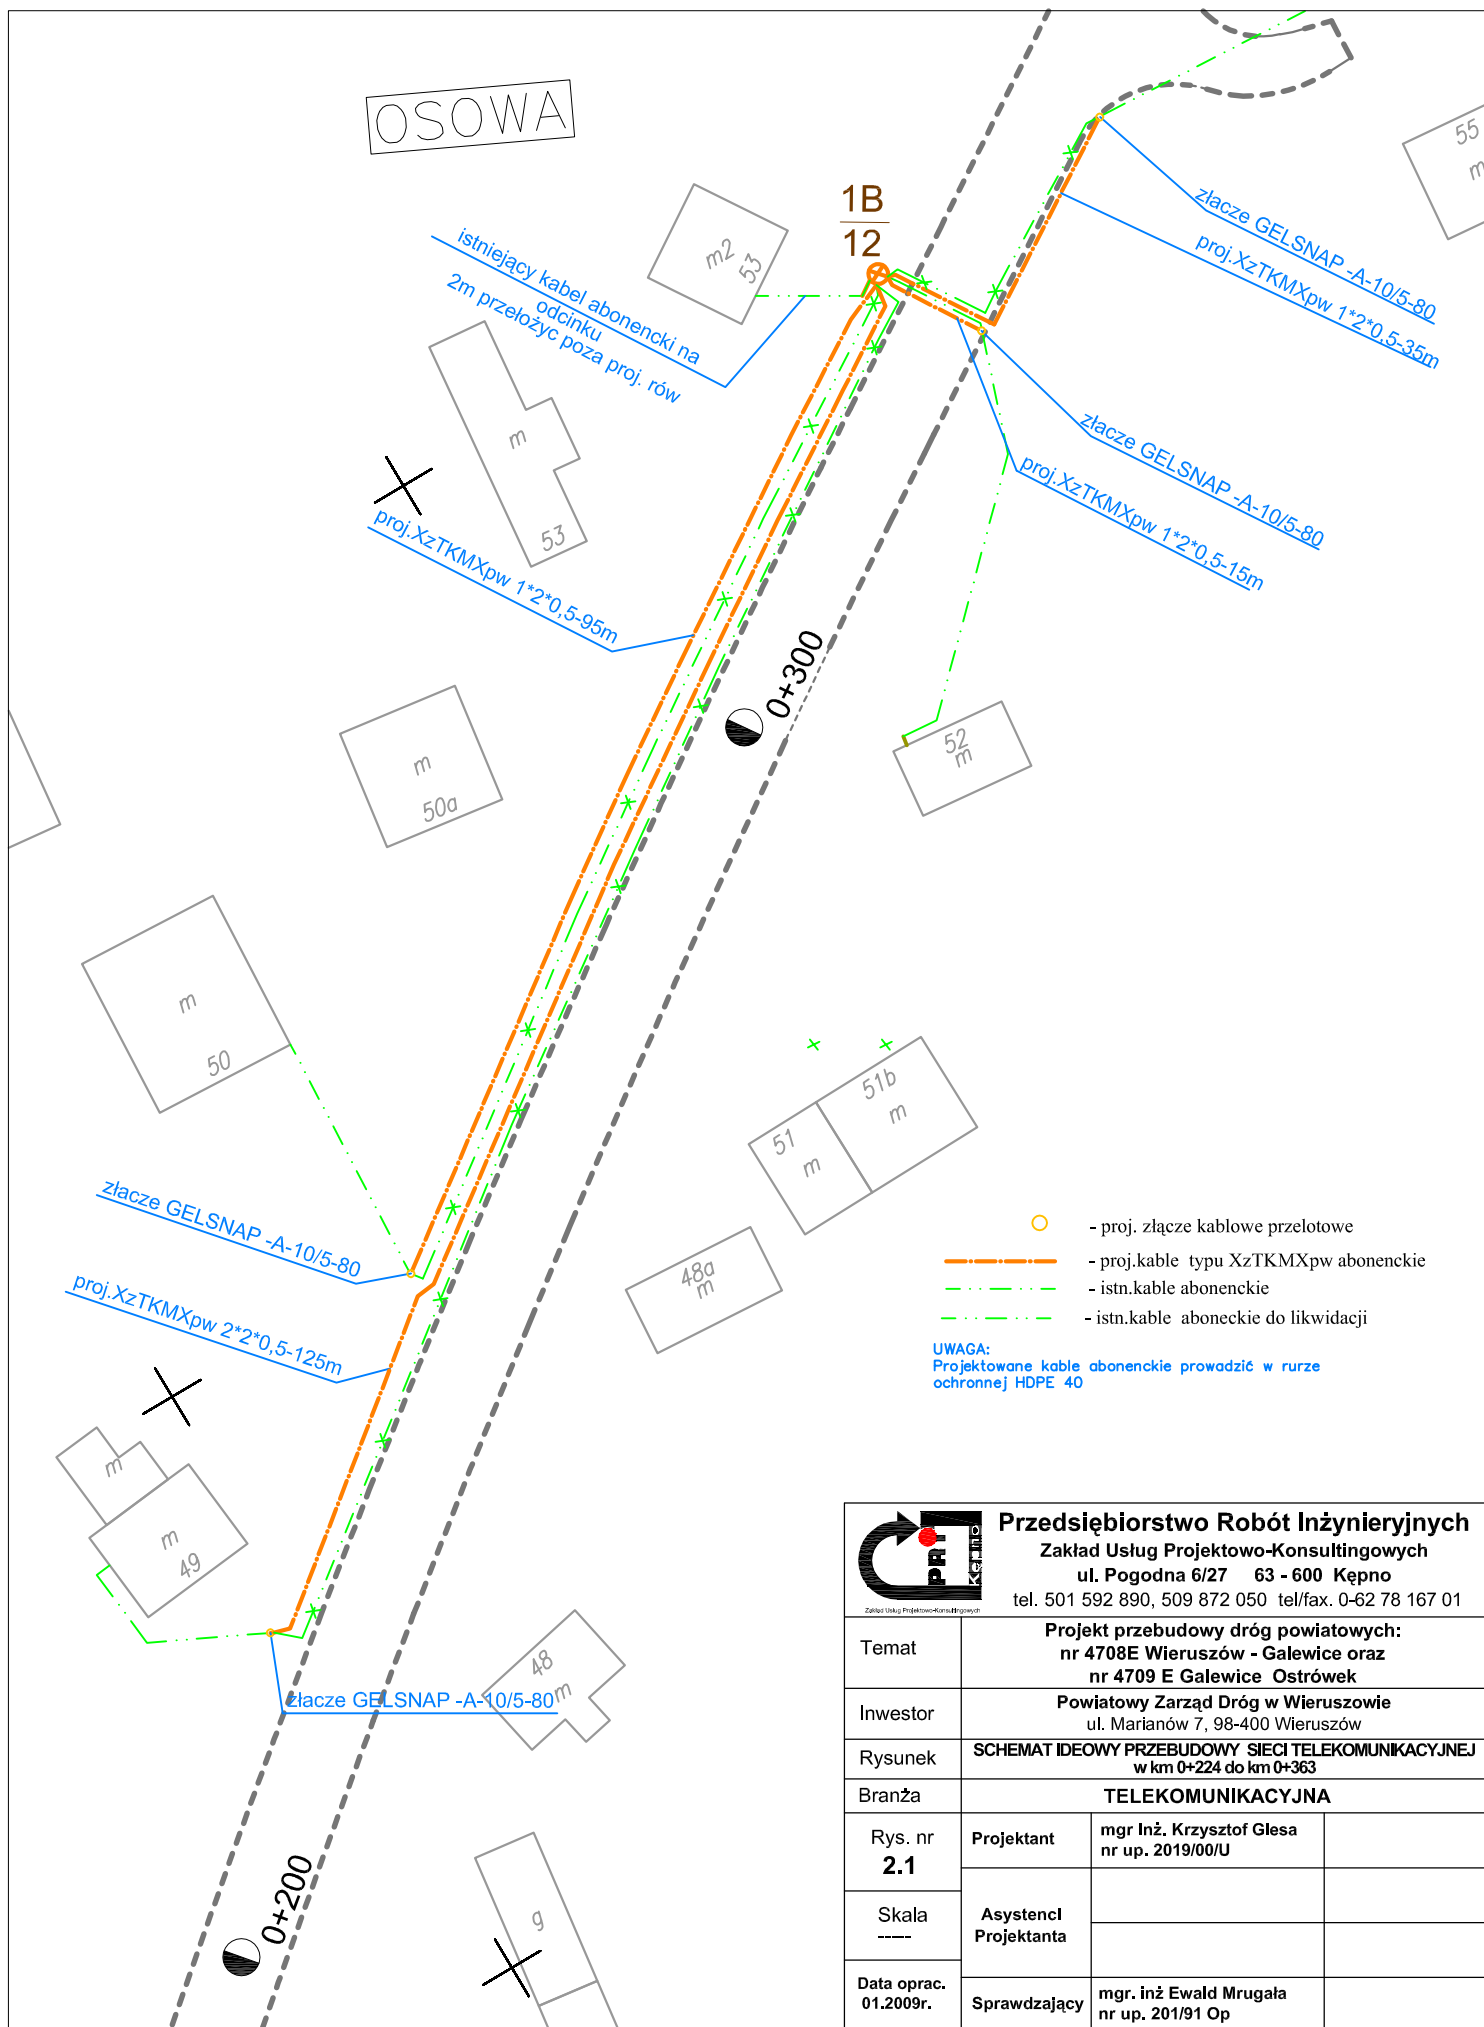 OSOWA
1B
12
55
m
złacze GELSNAP -A-10/5-80
proj.XzTKMXpw 1*2*0,5-35m
m2
53
istniejący kabel abonencki na
odcinku
2m przełożyc poza proj. rów
m
53
złacze GELSNAP -A-10/5-80
proj.XzTKMXpw 1*2*0,5-15m
proj.XzTKMXpw 1*2*0,5-95m
0+300
52
m
m
50a
m
50
51b
m
51
m
złacze GELSNAP -A-10/5-80
proj.XzTKMXpw 2*2*0,5-125m
48a
m
- proj. złącze kablowe przelotowe
- proj.kable typu XzTKMXpw abonenckie
- istn.kable abonenckie
- istn.kable aboneckie do likwidacji
UWAGA:
Projektowane kable abonenckie prowadzić w rurze
ochronnej HDPE 40
m
m
49
48
m
złacze GELSNAP -A-10/5-80
0+200
g
PRI
Kępno
Zakład Usług Projektowo-Konsultingowych
Przedsiębiorstwo Robót Inżynieryjnych
Zakład Usług Projektowo-Konsultingowych
ul. Pogodna 6/27 63 - 600 Kępno
tel. 501 592 890, 509 872 050 tel/fax. 0-62 78 167 01
Temat
Projekt przebudowy dróg powiatowych:
nr 4708E Wieruszów - Galewice oraz
nr 4709 E Galewice Ostrówek
Inwestor
Powiatowy Zarząd Dróg w Wieruszowie
ul. Marianów 7, 98-400 Wieruszów
Rysunek
SCHEMAT IDEOWY PRZEBUDOWY SIECI TELEKOMUNIKACYJNEJ
w km 0+224 do km 0+363
Branża
TELEKOMUNIKACYJNA
Rys. nr
2.1
Projektant
mgr Inż. Krzysztof Glesa
nr up. 2019/00/U
Skala
-----
Asystenci
Projektanta
Data oprac.
01.2009r.
Sprawdzający
mgr. inż Ewald Mrugała
nr up. 201/91 Op